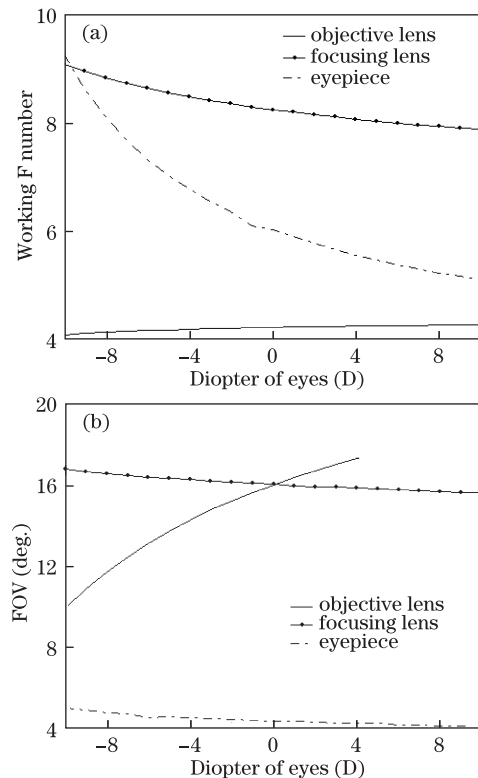 (a)
objective lens
focusing lens
eyepiece
10
8
6
4
Working F number
−8 −4 0 4 8
Diopter of eyes (D)
(b)
20
16
12
8
4
FOV (deg.)
objective lens
focusing lens
eyepiece
−8 −4 0 4 8
Diopter of eyes (D)